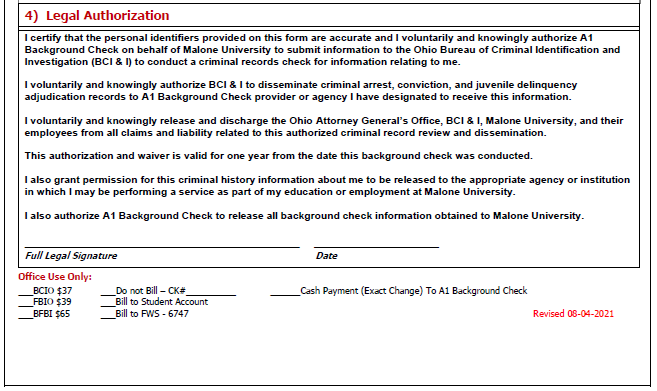 4) Legal Authorization
I certify that the personal identifiers provided on this form are accurate and I voluntarily and knowingly authorize A1
Background Check on behalf of Malone University to submit information to the Ohio Bureau of Criminal Identification and
Investigation (BCI & I) to conduct a criminal records check for information relating to me.
I voluntarily and knowingly authorize BCI & I to disseminate criminal arrest, conviction, and juvenile delinquency
adjudication records to A1 Background Check provider or agency I have designated to receive this information.
I voluntarily and knowingly release and discharge the Ohio Attorney General's Office, BCI & I, Malone University, and their
employees from all claims and liability related to this authorized criminal record review and dissemination.
This authorization and waiver is valid for one year from the date this background check was conducted.
I also grant permission for this criminal history information about me to be released to the appropriate agency or institution
in which I may be performing a service as part of my education or employment at Malone University.
I also authorize A1 Background Check to release all background check information obtained to Malone University.
Full Legal Signature Date
Office Use Only:
___BCIO $37 ___Do not Bill – CK#__________ ______Cash Payment (Exact Change) To A1 Background Check
___FBIO $39 ___Bill to Student Account
___BFBI $65 ___Bill to FWS - 6747 Revised 08-04-2021